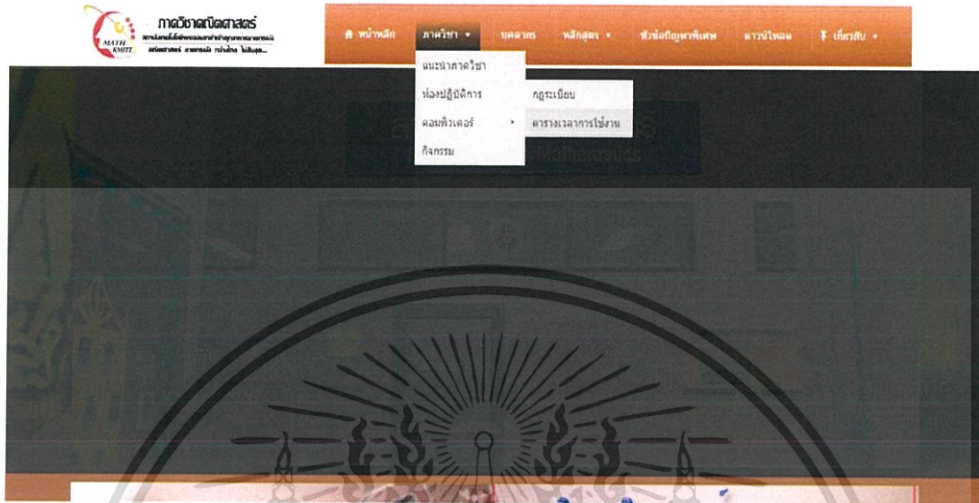 ภาควิชาคณิตศาสตร์
MATH
KMITL
หน้าหลัก
ภาควิชา
บุคลากร
หลักสูตร
หัวข้อปัญหาพิเศษ
ดาวน์โหลด
เกี่ยวกับ
แนะนำภาควิชา
ห้องปฏิบัติการ
คอมพิวเตอร์
กิจกรรม
กฎระเบียบ
ตารางเวลาการใช้งาน
Mathematics